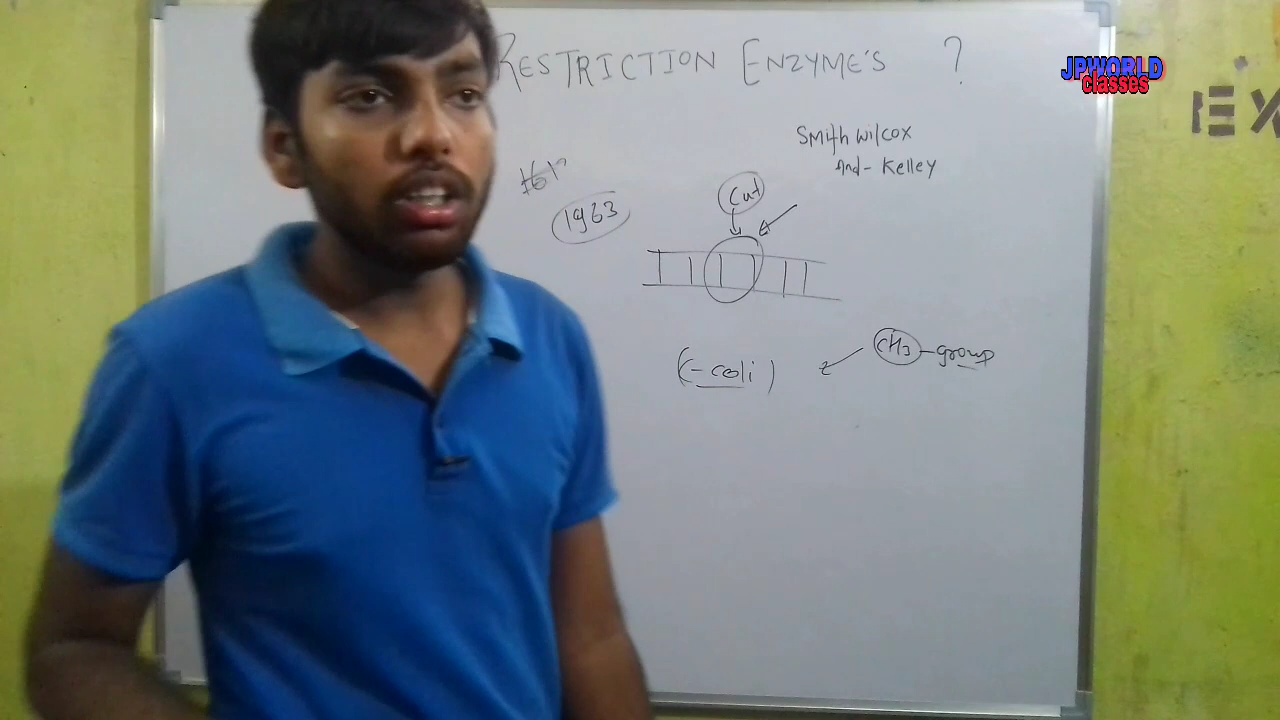 RESTRICTION ENZYME'S ?
JPWORLD
classes
EX
Smith Wilcox
And - Kelley
1963
Cut
(-coli)
CH3 - group